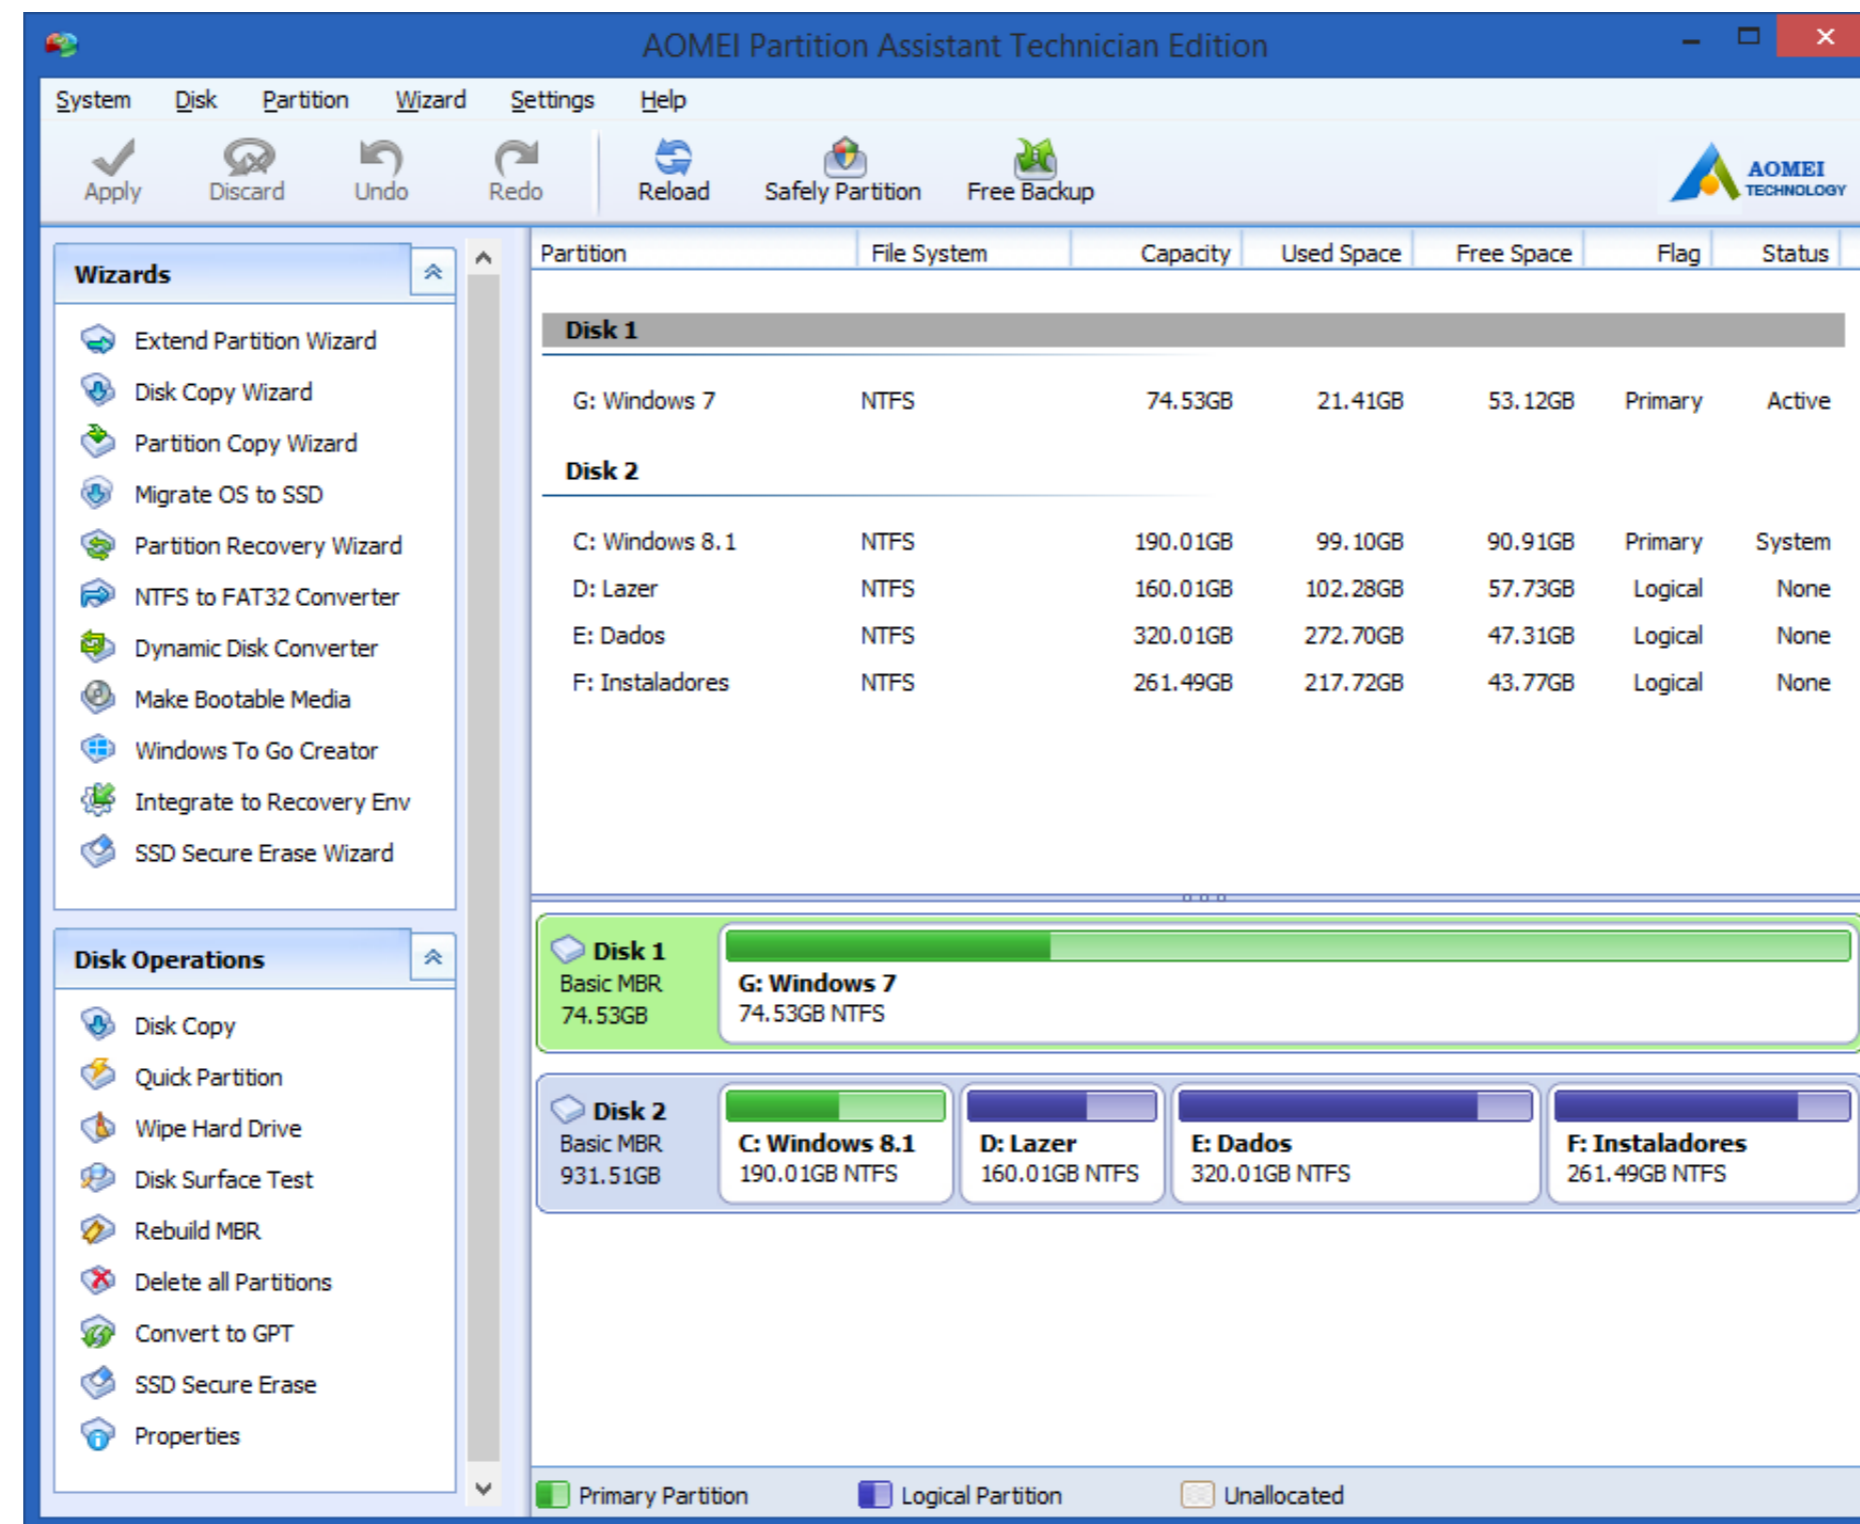 AOMEI Partition Assistant Technician Edition
System Disk Partition Wizard Settings Help
Apply Discard Undo Redo Reload Safely Partition Free Backup
AOMEI
TECHNOLOGY
Wizards
Extend Partition Wizard
Disk Copy Wizard
Partition Copy Wizard
Migrate OS to SSD
Partition Recovery Wizard
NTFS to FAT32 Converter
Dynamic Disk Converter
Make Bootable Media
Windows To Go Creator
Integrate to Recovery Env
SSD Secure Erase Wizard
Disk Operations
Disk Copy
Quick Partition
Wipe Hard Drive
Disk Surface Test
Rebuild MBR
Delete all Partitions
Convert to GPT
SSD Secure Erase
Properties
Partition File System Capacity Used Space Free Space Flag Status
Disk 1
G: Windows 7 NTFS 74.53GB 21.41GB 53.12GB Primary Active
Disk 2
C: Windows 8.1 NTFS 190.01GB 99.10GB 90.91GB Primary System
D: Lazer NTFS 160.01GB 102.28GB 57.73GB Logical None
E: Dados NTFS 320.01GB 272.70GB 47.31GB Logical None
F: Instaladores NTFS 261.49GB 217.72GB 43.77GB Logical None
Disk 1
Basic MBR
74.53GB
G: Windows 7
74.53GB NTFS
Disk 2
Basic MBR
931.51GB
C: Windows 8.1
190.01GB NTFS
D: Lazer
160.01GB NTFS
E: Dados
320.01GB NTFS
F: Instaladores
261.49GB NTFS
Primary Partition Logical Partition Unallocated